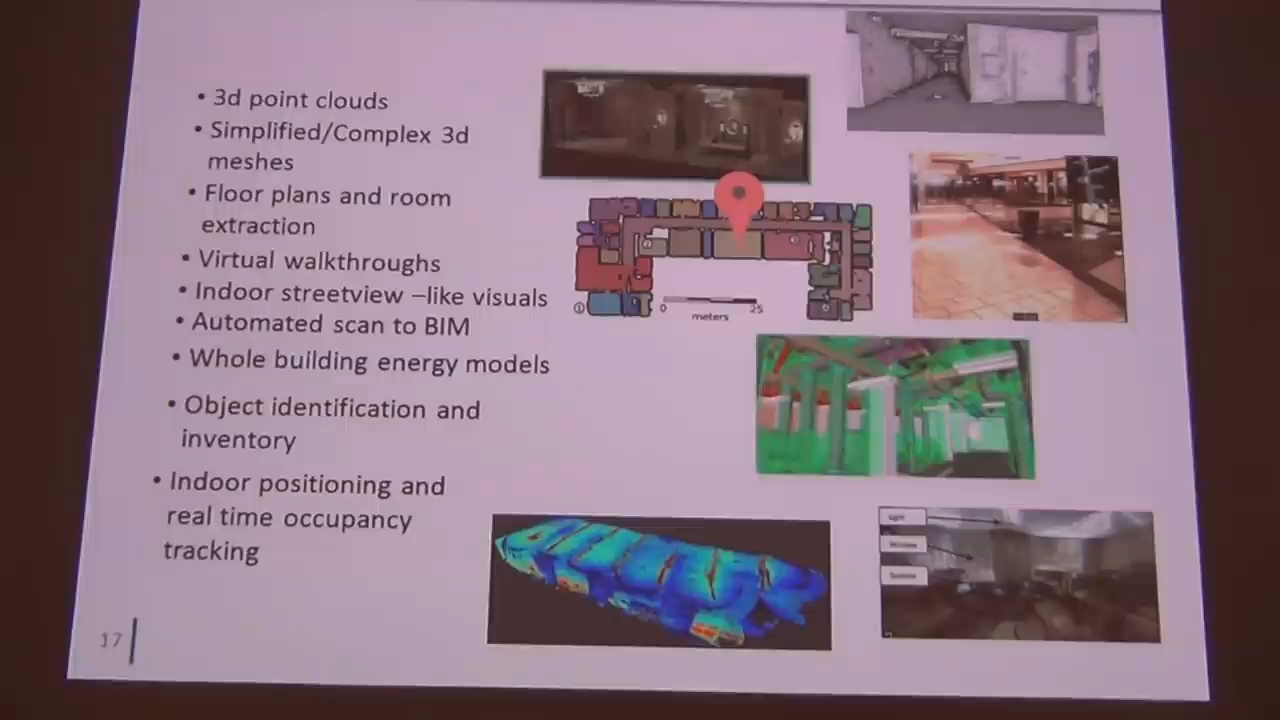 • 3d point clouds
• Simplified/Complex 3d
meshes
• Floor plans and room
extraction
• Virtual walkthroughs
• Indoor streetview –like visuals
• Automated scan to BIM
• Whole building energy models
• Object identification and
inventory
• Indoor positioning and
real time occupancy
tracking
0 25
meters
Light
17